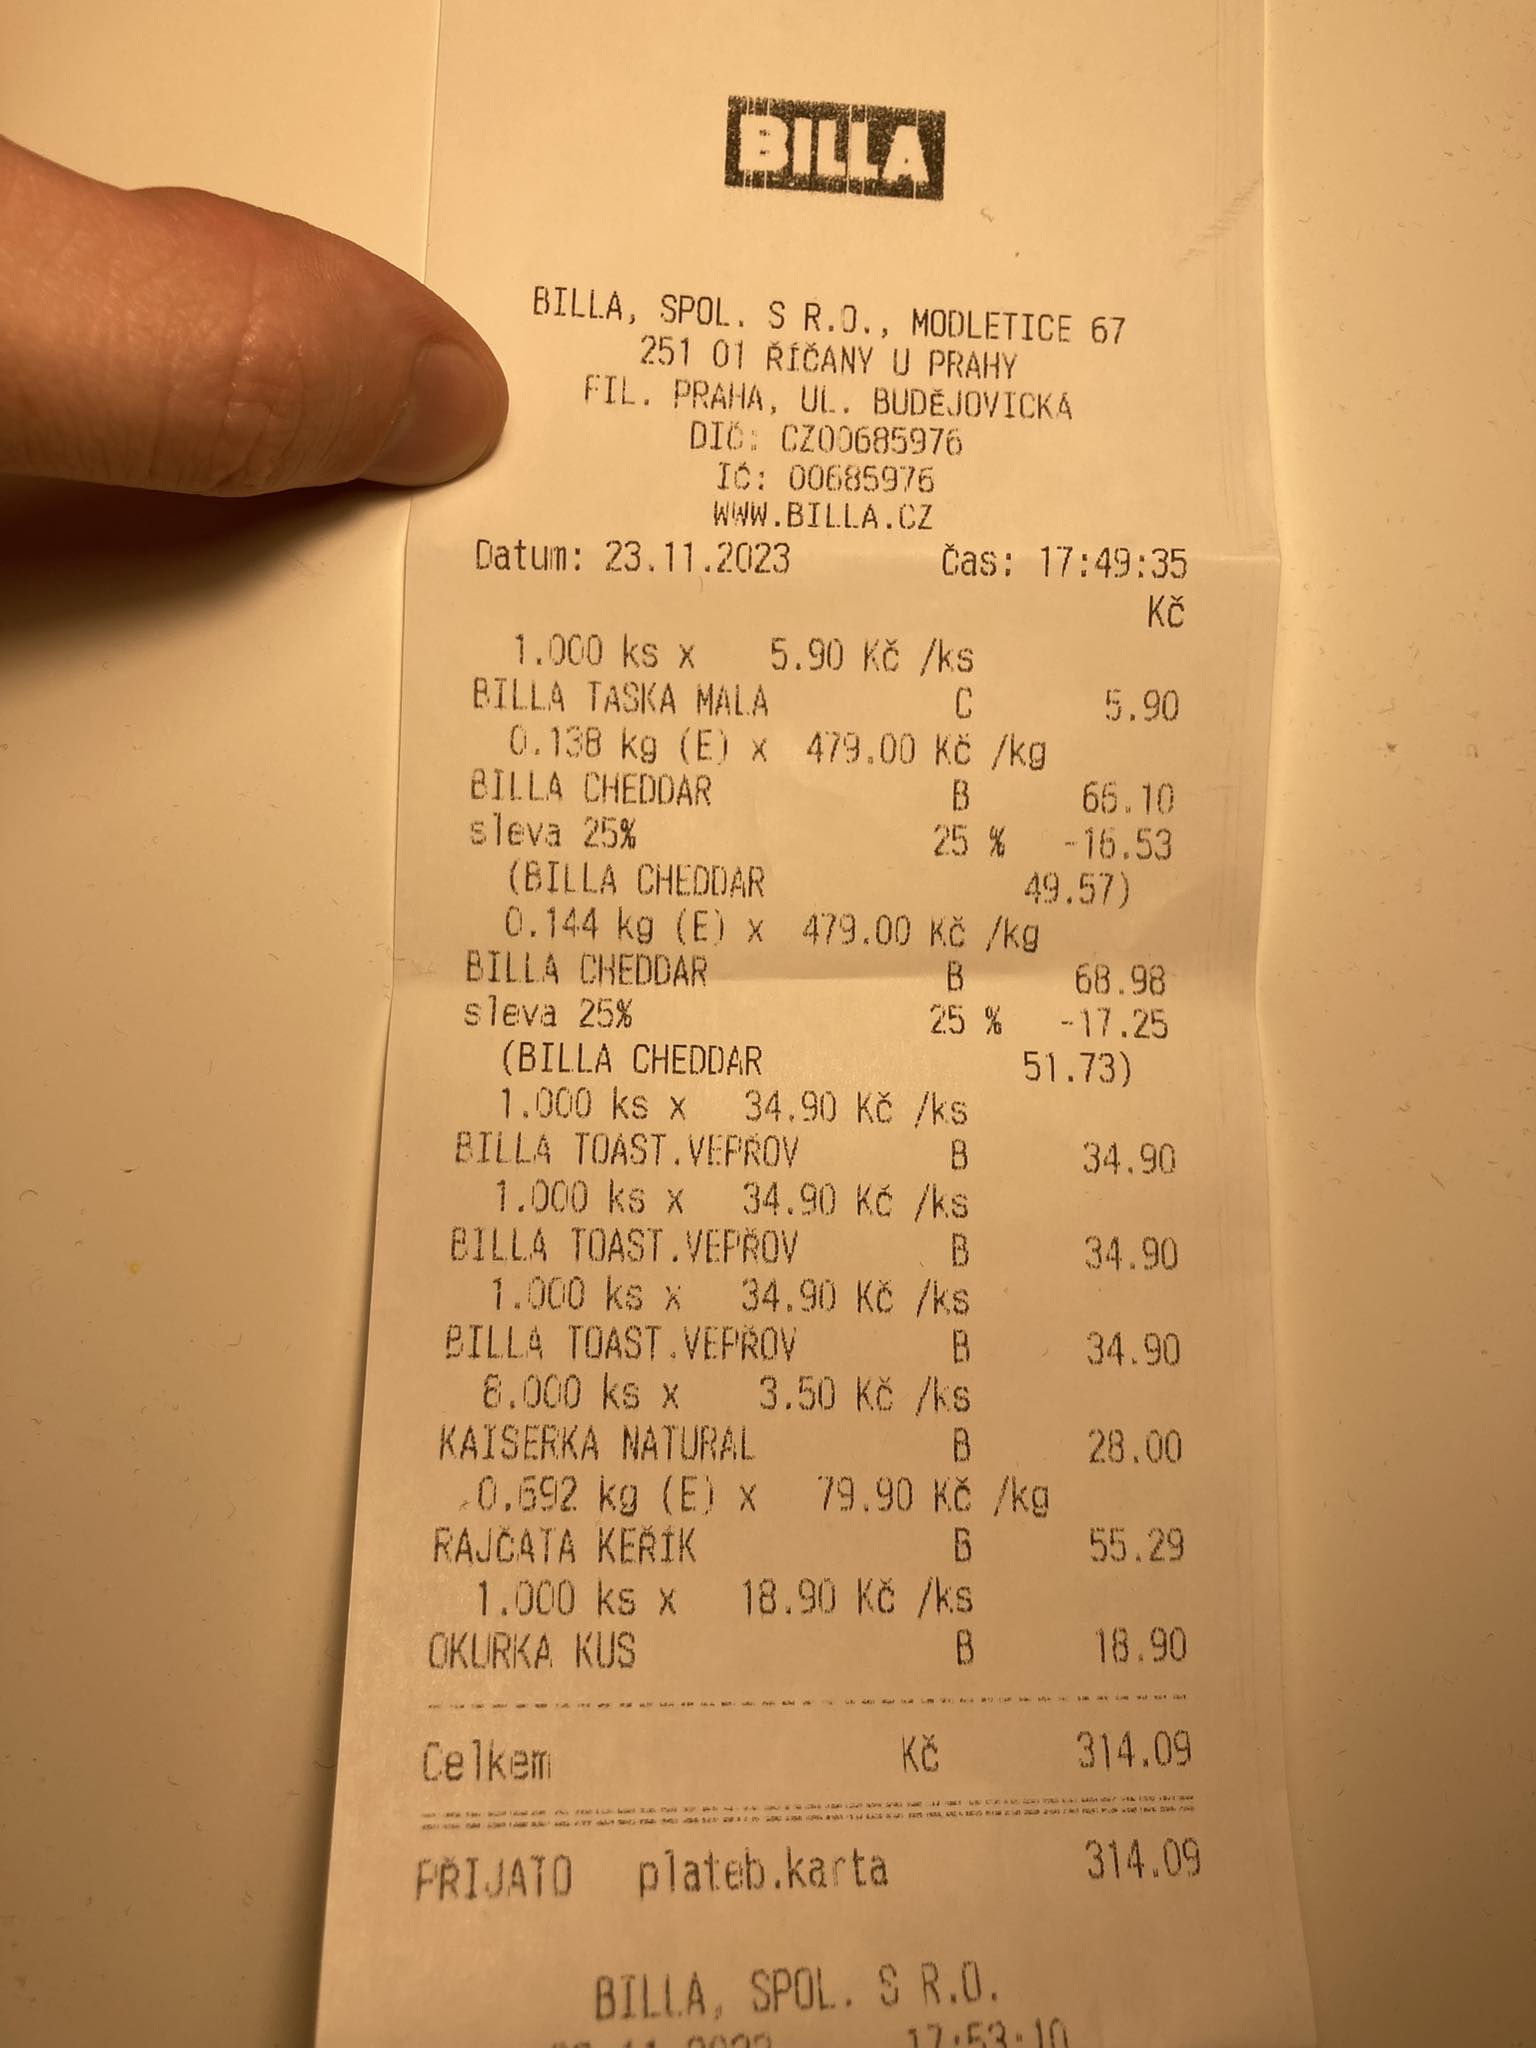 BILLA
BILLA, SPOL. S R.O., MODLETICE 67
251 01 ŘÍČANY U PRAHY
FIL. PRAHA, UL. BUDĚJOVICKÁ
DIČ: CZ00685976
IČ: 00685976
WWW.BILLA.CZ
Datum: 23.11.2023 Čas: 17:49:35
Kč
1.000 ks x 5.90 Kč /ks
BILLA TASKA MALA C 5.90
0.138 kg (E) x 479.00 Kč /kg
BILLA CHEDDAR B 66.10
sleva 25% 25 % -16.53
(BILLA CHEDDAR 49.57)
0.144 kg (E) x 479.00 Kč /kg
BILLA CHEDDAR B 68.98
sleva 25% 25 % -17.25
(BILLA CHEDDAR 51.73)
1.000 ks x 34.90 Kč /ks
BILLA TOAST.VEPŘOV B 34.90
1.000 ks x 34.90 Kč /ks
BILLA TOAST.VEPŘOV B 34.90
1.000 ks x 34.90 Kč /ks
BILLA TOAST.VEPŘOV B 34.90
8.000 ks x 3.50 Kč /ks
KAISERKA NATURAL B 28.00
0.692 kg (E) x 79.90 Kč /kg
RAJČATA KEŘÍK B 55.29
1.000 ks x 18.90 Kč /ks
OKURKA KUS B 18.90
Celkem Kč 314.09
PŘIJATO plateb.karta 314.09
BILLA, SPOL. S R.O.
17:53:10